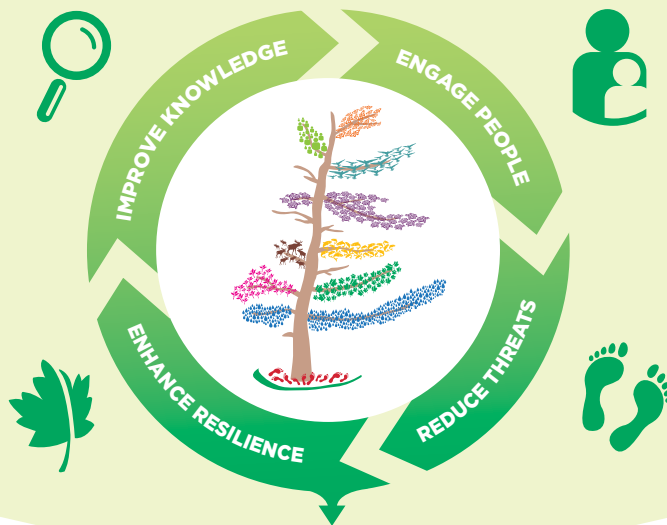 IMPROVE KNOWLEDGE
ENGAGE PEOPLE
REDUCE THREATS
ENHANCE RESILIENCE